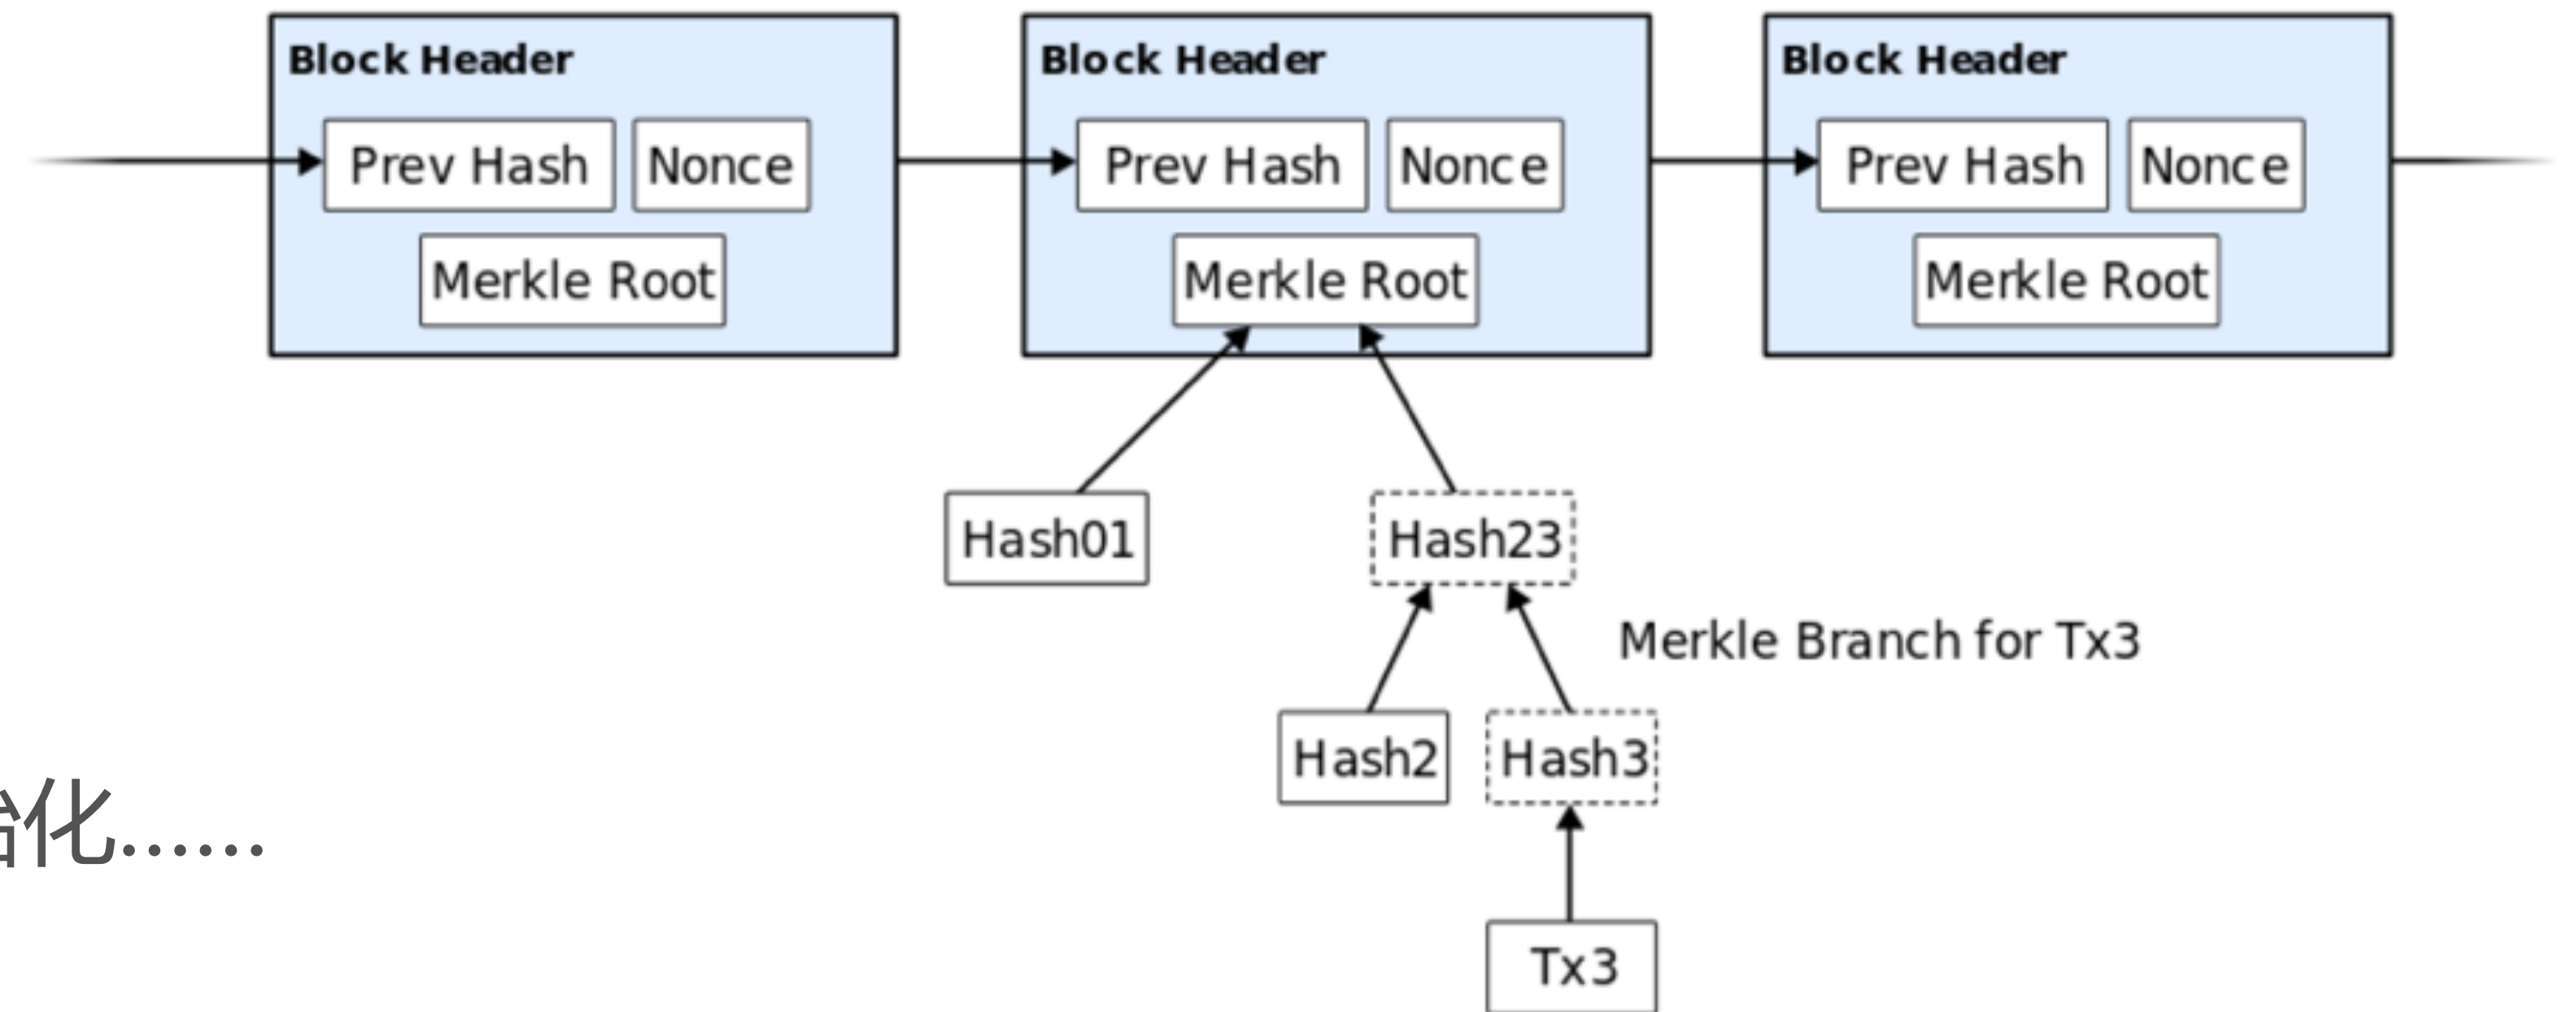 Block Header
Prev Hash
Nonce
Merkle Root
Block Header
Prev Hash
Nonce
Merkle Root
Block Header
Prev Hash
Nonce
Merkle Root
Hash01
Hash23
Merkle Branch for Tx3
Hash2
Hash3
化......
Tx3